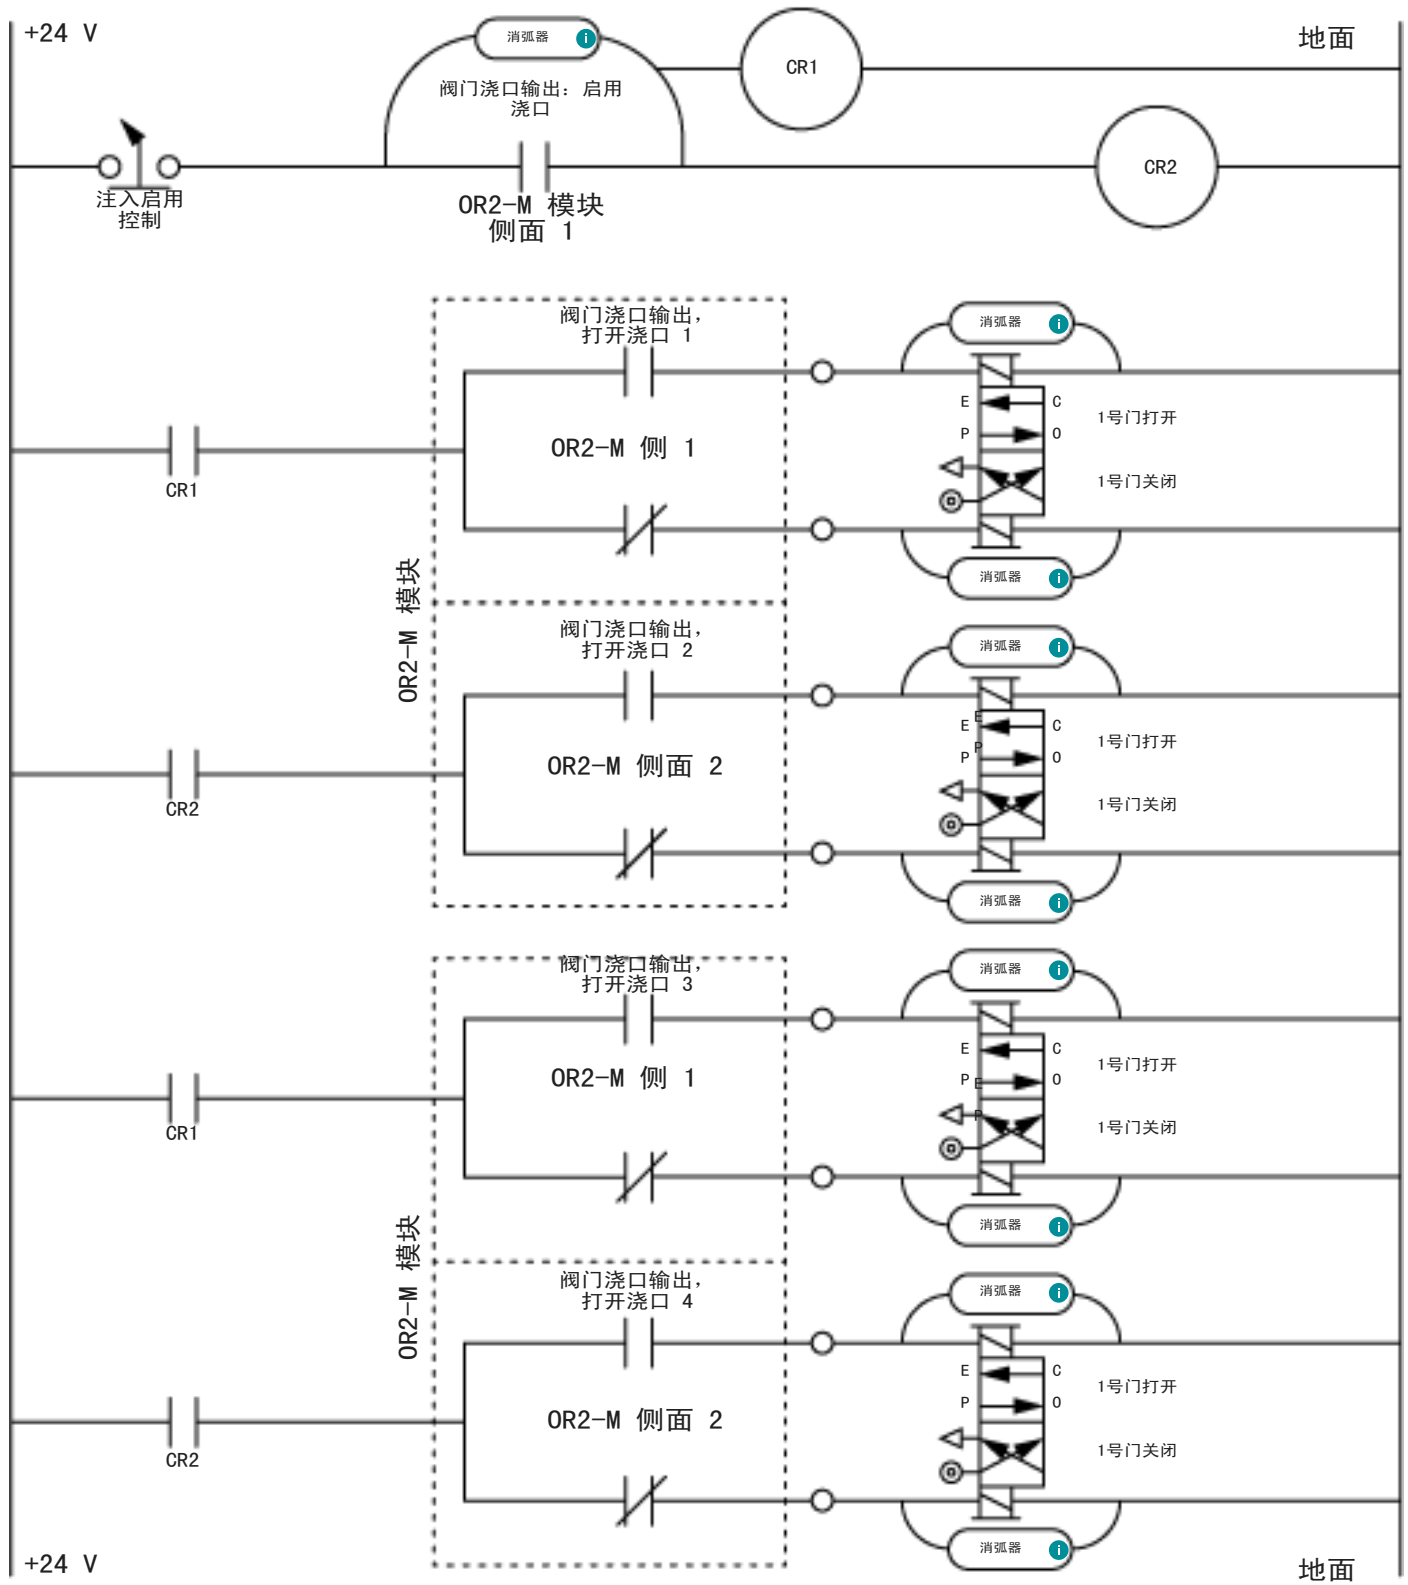 +24 V
地面
消弧器
i
阀门浇口输出: 启用
浇口
CR1
CR2
注入启用
控制
OR2-M 模块
侧面 1
阀门浇口输出,
打开浇口 1
消弧器
i
OR2-M 侧 1
E
C
P
O
1号门打开
1号门关闭
CR1
消弧器
i
OR2-M 模块
阀门浇口输出,
打开浇口 2
消弧器
i
OR2-M 侧面 2
E
E
C
P
P
O
1号门打开
1号门关闭
CR2
消弧器
i
阀门浇口输出,
打开浇口 3
消弧器
i
OR2-M 侧 1
E
C
P
E
O
P
1号门打开
1号门关闭
CR1
消弧器
i
OR2-M 模块
阀门浇口输出,
打开浇口 4
消弧器
i
OR2-M 侧面 2
E
C
P
O
1号门打开
1号门关闭
CR2
消弧器
i
+24 V
地面